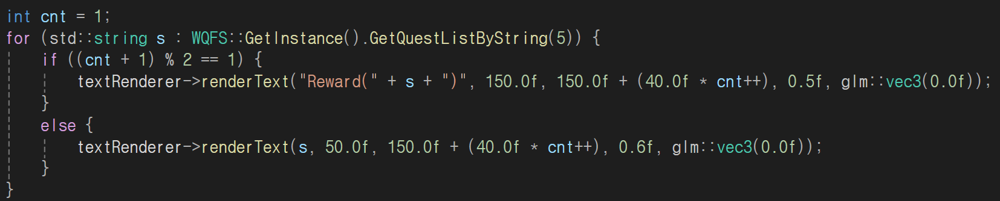 int cnt = 1;
for (std::string s : WQFS::GetInstance().GetQuestListByString(5)) {
    if ((cnt + 1) % 2 == 1) {
        textRenderer->renderText("Reward(" + s + ")", 150.0f, 150.0f + (40.0f * cnt++), 0.5f, glm::vec3(0.0f));
    }
    else {
        textRenderer->renderText(s, 50.0f, 150.0f + (40.0f * cnt++), 0.6f, glm::vec3(0.0f));
    }
}